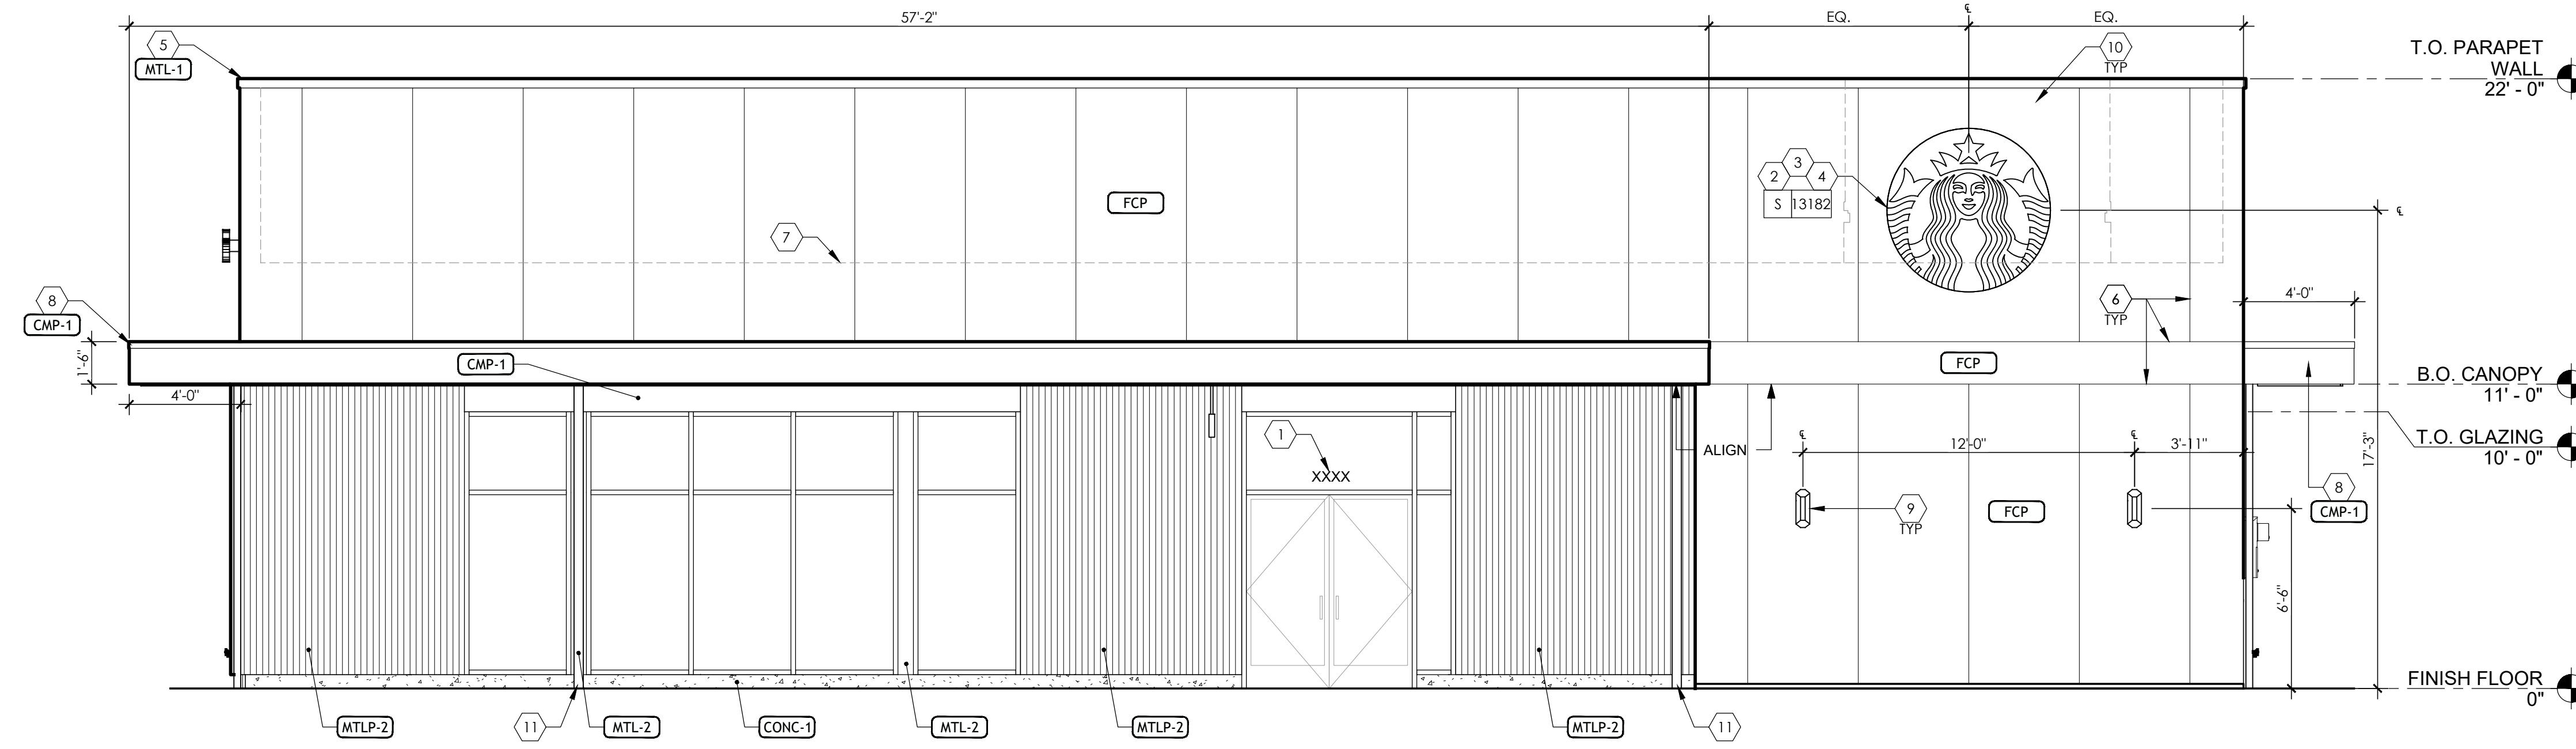 57'-2"
EQ.
℄
EQ.
5
MTL-1
10
TYP
T.O. PARAPET
WALL
22' - 0"
3
2
4
S 13182
FCP
7
℄
8
CMP-1
6
TYP
4'-0"
1'-6"
CMP-1
FCP
4'-0"
B.O. CANOPY
11' - 0"
1
XXXX
ALIGN
℄
12'-0"
℄
3'-11"
T.O. GLAZING
10' - 0"
17'-3"
9
TYP
FCP
8
CMP-1
6'-6"
FINISH FLOOR
0"
MTLP-2
11
MTL-2
CONC-1
MTL-2
MTLP-2
MTLP-2
11